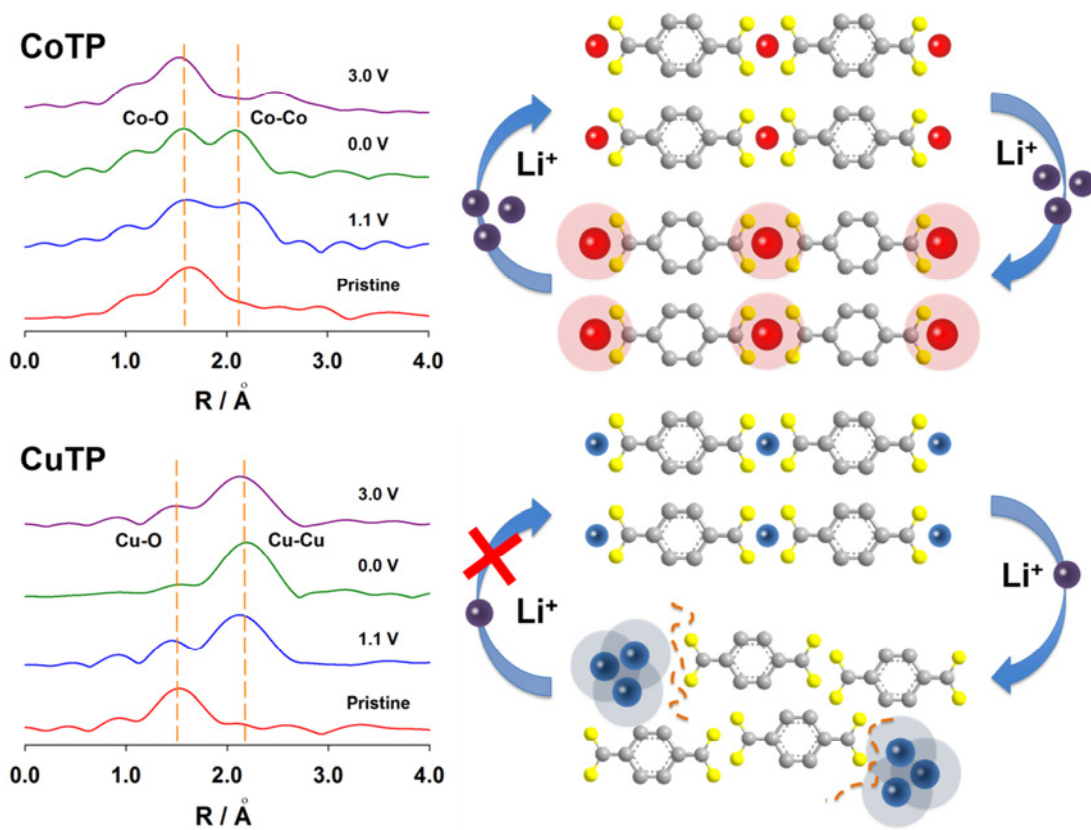 CoTP
3.0 V
Co-O
Co-Co
0.0 V
1.1 V
Pristine
0.0 1.0 2.0 3.0 4.0
R / Å
Li⁺
Li⁺
CuTP
3.0 V
Cu-O
Cu-Cu
0.0 V
1.1 V
Pristine
0.0 1.0 2.0 3.0 4.0
R / Å
Li⁺
Li⁺